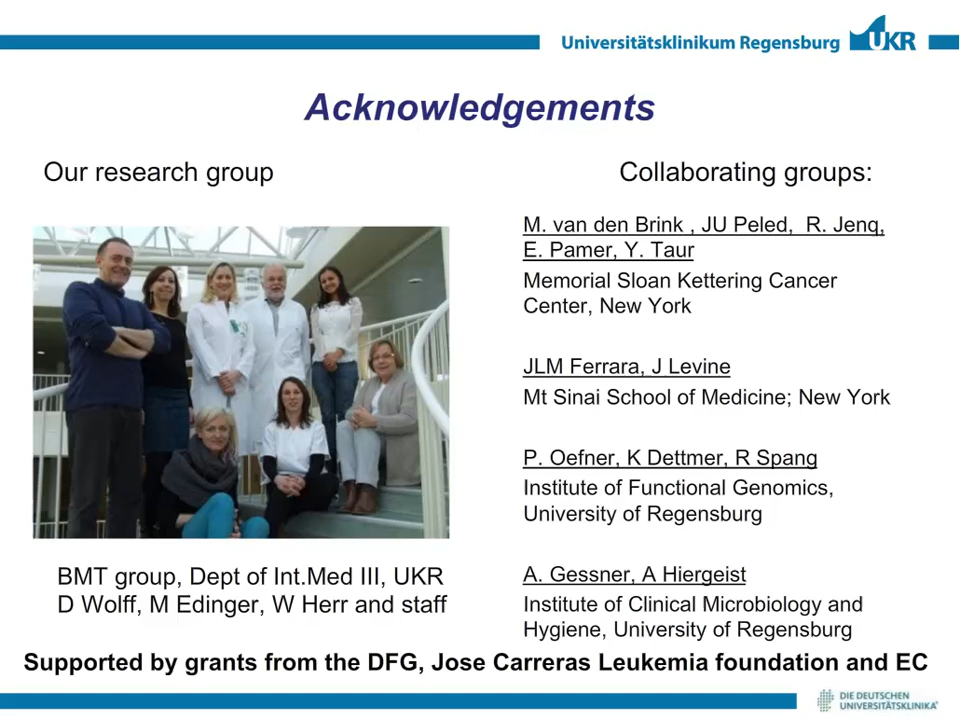 Universitätsklinikum Regensburg UKR
Acknowledgements
Our research group
BMT group, Dept of Int.Med III, UKR
D Wolff, M Edinger, W Herr and staff
Collaborating groups:
M. van den Brink , JU Peled, R. Jenq,
E. Pamer, Y. Taur
Memorial Sloan Kettering Cancer
Center, New York
JLM Ferrara, J Levine
Mt Sinai School of Medicine; New York
P. Oefner, K Dettmer, R Spang
Institute of Functional Genomics,
University of Regensburg
A. Gessner, A Hiergeist
Institute of Clinical Microbiology and
Hygiene, University of Regensburg
Supported by grants from the DFG, Jose Carreras Leukemia foundation and EC
DIE DEUTSCHEN
UNIVERSITÄTSKLINIKA®